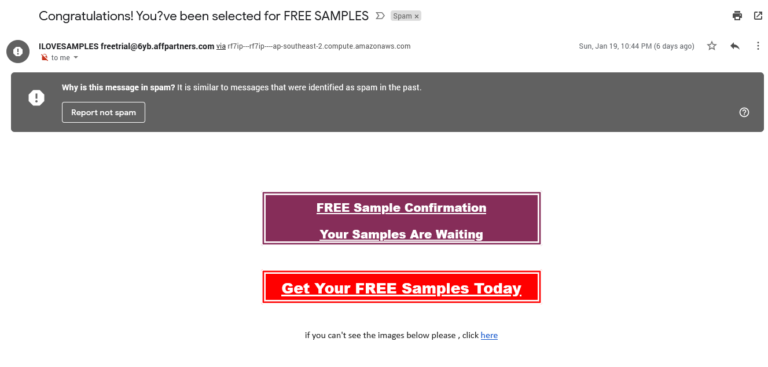 Congratulations! You?ve been selected for FREE SAMPLES Spam x
ILOVESAMPLES freetrial@6yb.affpartners.com via rf7ip---rf7ip----ap-southeast-2.compute.amazonaws.com Sun, Jan 19, 10:44 PM (6 days ago)
to me
Why is this message in spam? It is similar to messages that were identified as spam in the past.
Report not spam
FREE Sample Confirmation
Your Samples Are Waiting
Get Your FREE Samples Today
if you can't see the images below please , click here